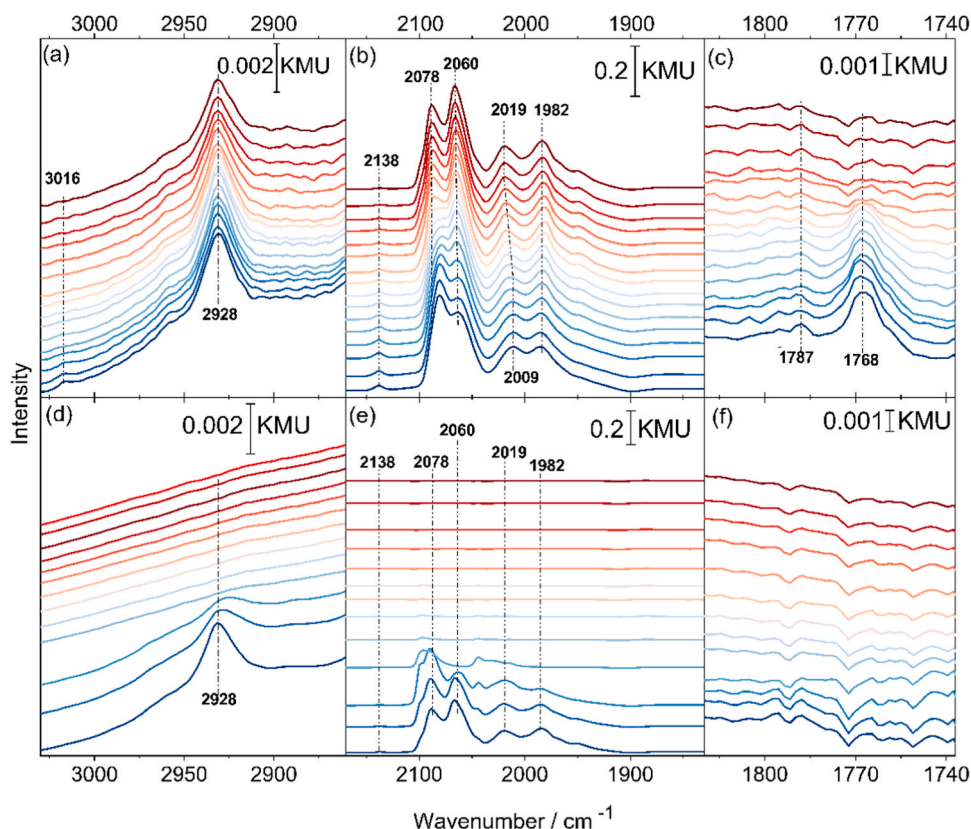 3000 2950 2900 2100 2000 1900 1800 1770 1740
(a) 0.002 KMU
3016
2928
(b) 2078 2060 0.2 KMU
2019 1982
2138
2009
(c) 0.001 KMU
1787 1768
(d) 0.002 KMU
2928
(e) 2060 0.2 KMU
2138 2078 2019 1982
(f) 0.001 KMU
Intensity
3000 2950 2900 2100 2000 1900 1800 1770 1740
Wavenumber / cm⁻¹